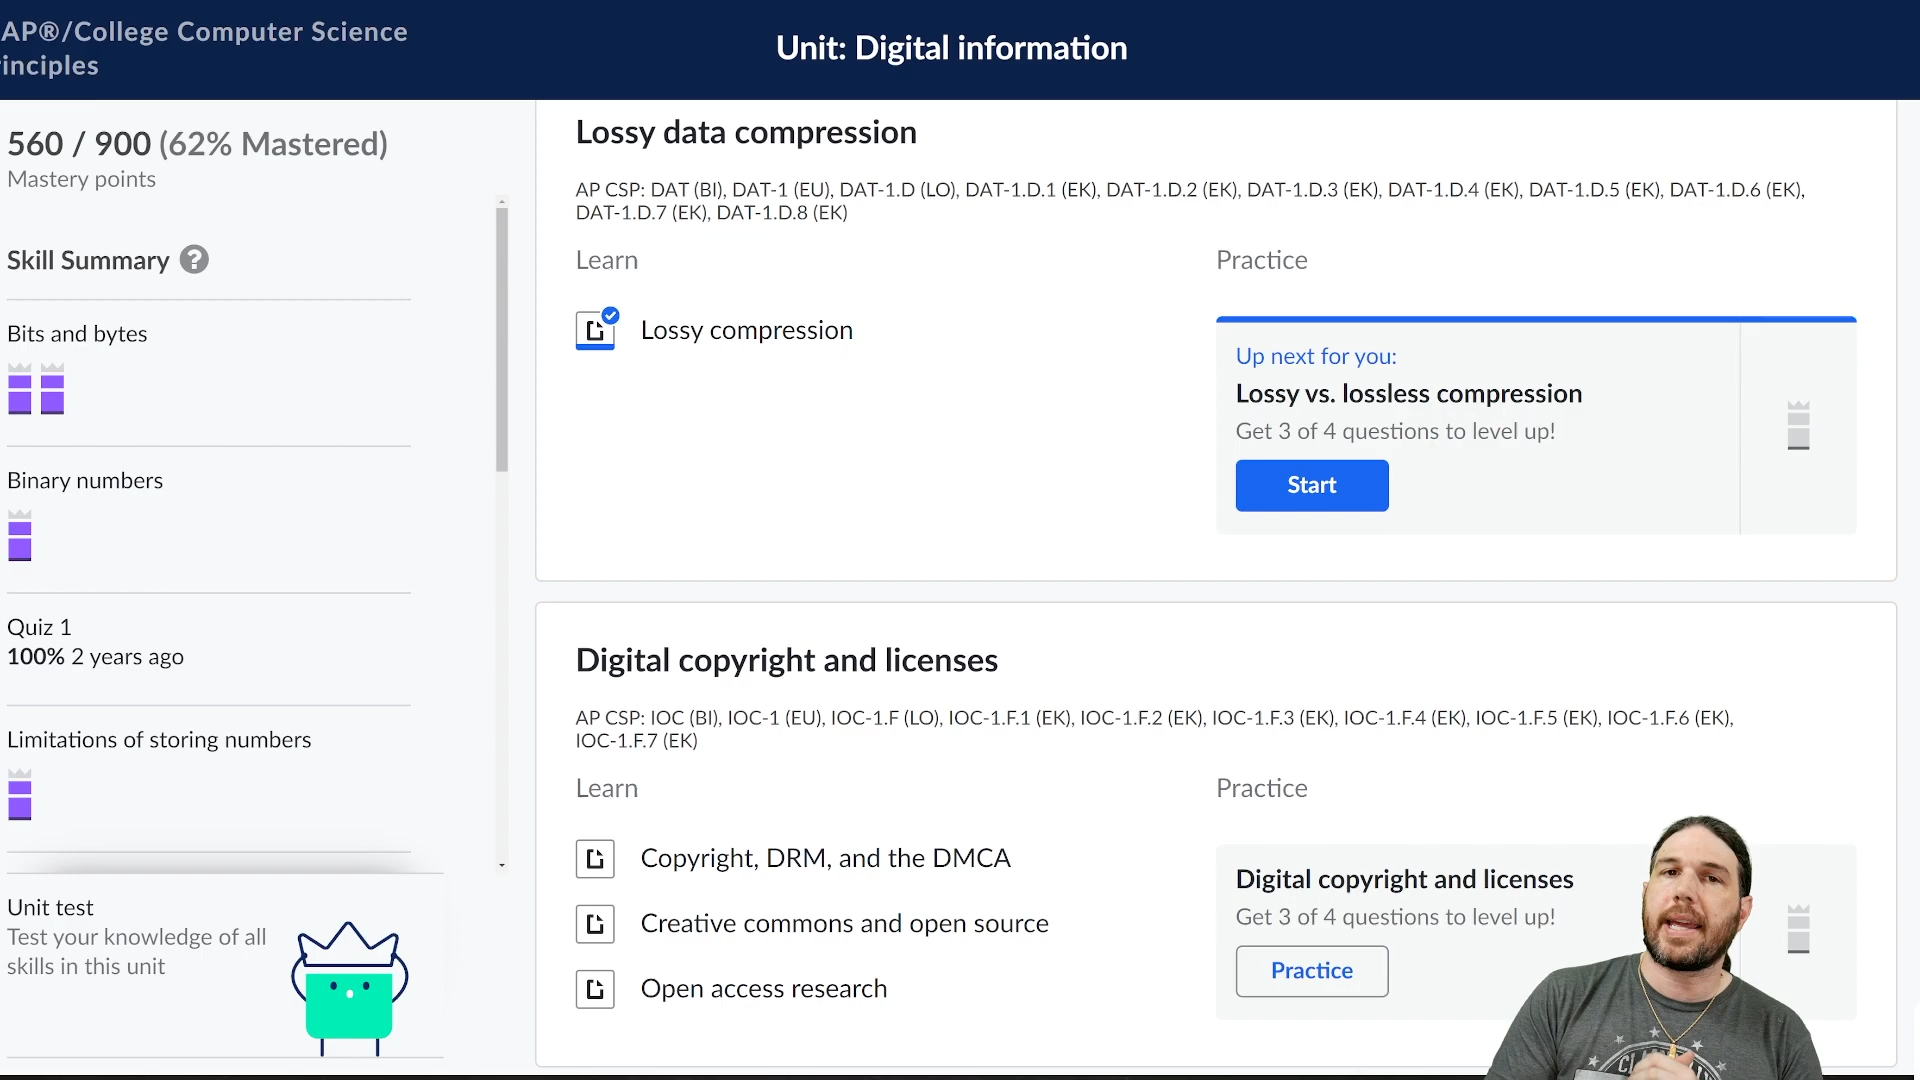 AP®/College Computer Science
rinciples
Unit: Digital information
560 / 900 (62% Mastered)
Mastery points
Skill Summary ?
Bits and bytes
Binary numbers
Quiz 1
100% 2 years ago
Limitations of storing numbers
Unit test
Test your knowledge of all
skills in this unit
Lossy data compression
AP CSP: DAT (BI), DAT-1 (EU), DAT-1.D (LO), DAT-1.D.1 (EK), DAT-1.D.2 (EK), DAT-1.D.3 (EK), DAT-1.D.4 (EK), DAT-1.D.5 (EK), DAT-1.D.6 (EK),
DAT-1.D.7 (EK), DAT-1.D.8 (EK)
Learn
Lossy compression
Practice
Up next for you:
Lossy vs. lossless compression
Get 3 of 4 questions to level up!
Start
Digital copyright and licenses
AP CSP: IOC (BI), IOC-1 (EU), IOC-1.F (LO), IOC-1.F.1 (EK), IOC-1.F.2 (EK), IOC-1.F.3 (EK), IOC-1.F.4 (EK), IOC-1.F.5 (EK), IOC-1.F.6 (EK),
IOC-1.F.7 (EK)
Learn
Copyright, DRM, and the DMCA
Creative commons and open source
Open access research
Practice
Digital copyright and licenses
Get 3 of 4 questions to level up!
Practice